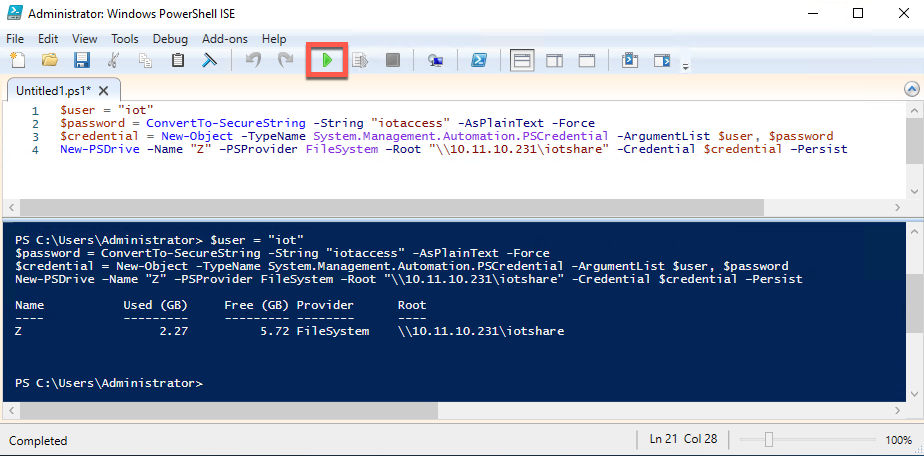 Administrator: Windows PowerShell ISE
File Edit View Tools Debug Add-ons Help
Untitled1.ps1* X
1 $user = "iot"
2 $password = ConvertTo-SecureString -String "iotaccess" -AsPlainText -Force
3 $credential = New-Object -TypeName System.Management.Automation.PSCredential -ArgumentList $user, $password
4 New-PSDrive -Name "Z" -PSProvider FileSystem -Root "\\10.11.10.231\iotshare" -Credential $credential -Persist
PS C:\Users\Administrator> $user = "iot"
$password = ConvertTo-SecureString -String "iotaccess" -AsPlainText -Force
$credential = New-Object -TypeName System.Management.Automation.PSCredential -ArgumentList $user, $password
New-PSDrive -Name "Z" -PSProvider FileSystem -Root "\\10.11.10.231\iotshare" -Credential $credential -Persist
Name Used (GB) Free (GB) Provider Root
---- --------- --------- -------- ----
Z 2.27 5.72 FileSystem \\10.11.10.231\iotshare
PS C:\Users\Administrator>
Completed Ln 21 Col 28 100%